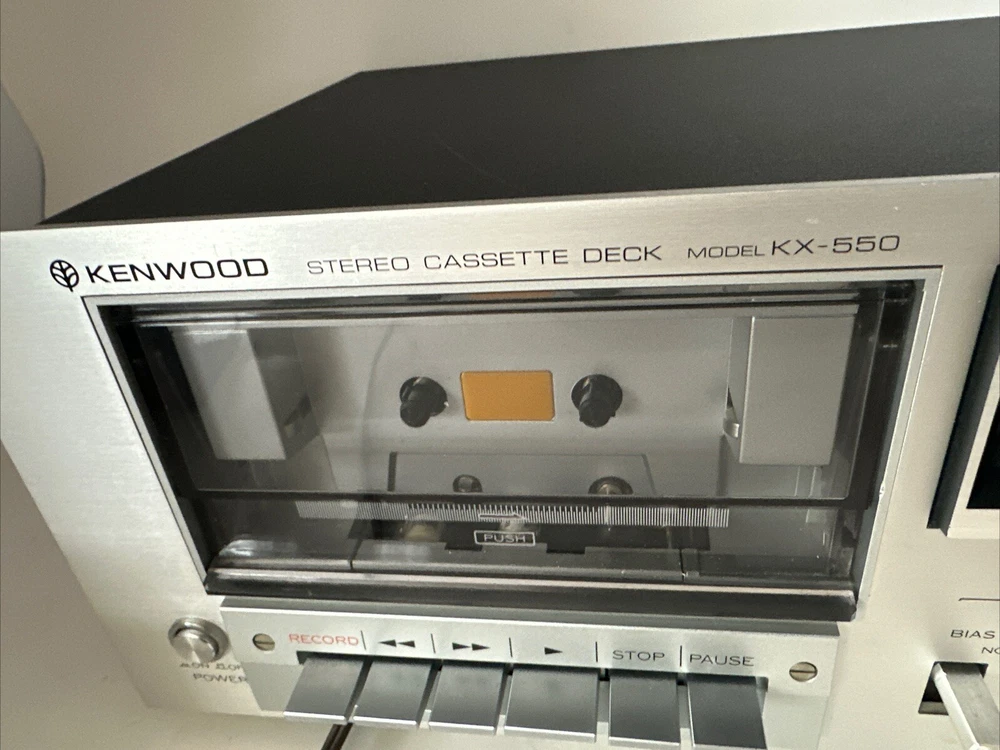 KENWOOD STEREO CASSETTE DECK MODEL KX-550
PUSH
RECORD ◄◄ ►► ► STOP PAUSE
POWER
BIAS